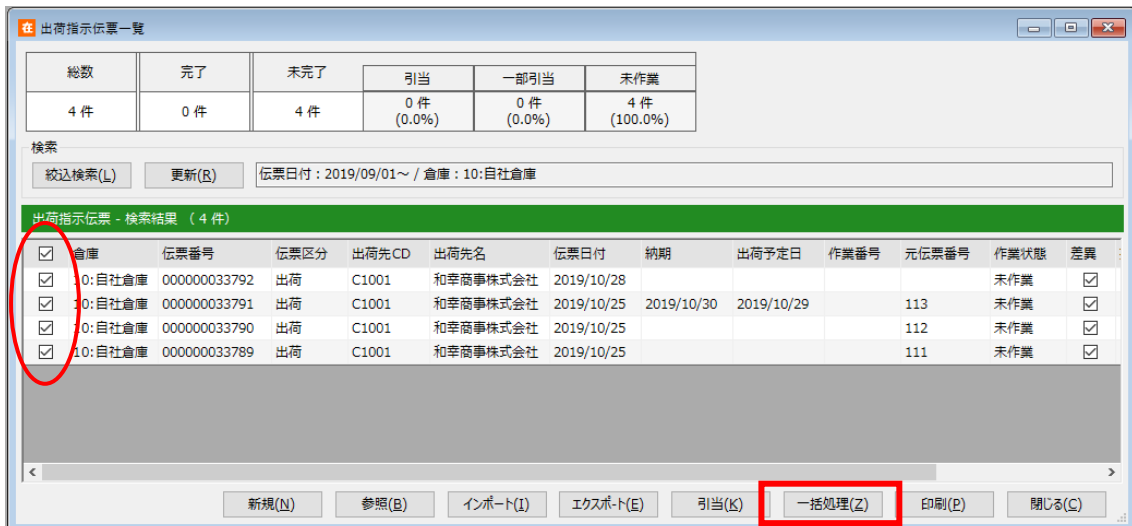 在 出荷指示伝票一覧
総数 完了 未完了 引当 一部引当 未作業
4 件 0 件 4 件 0 件 (0.0%) 0 件 (0.0%) 4 件 (100.0%)
検索
絞込検索(L) 更新(R) 伝票日付：2019/09/01～ / 倉庫：10:自社倉庫
出荷指示伝票 - 検索結果 （ 4 件）
倉庫 伝票番号 伝票区分 出荷先CD 出荷先名 伝票日付 納期 出荷予定日 作業番号 元伝票番号 作業状態 差異
10:自社倉庫 000000033792 出荷 C1001 和幸商事株式会社 2019/10/28 未作業
10:自社倉庫 000000033791 出荷 C1001 和幸商事株式会社 2019/10/25 2019/10/30 2019/10/29 113 未作業
10:自社倉庫 000000033790 出荷 C1001 和幸商事株式会社 2019/10/25 112 未作業
10:自社倉庫 000000033789 出荷 C1001 和幸商事株式会社 2019/10/25 111 未作業
新規(N) 参照(B) インポート(I) エクスポート(E) 引当(K) 一括処理(Z) 印刷(P) 閉じる(C)